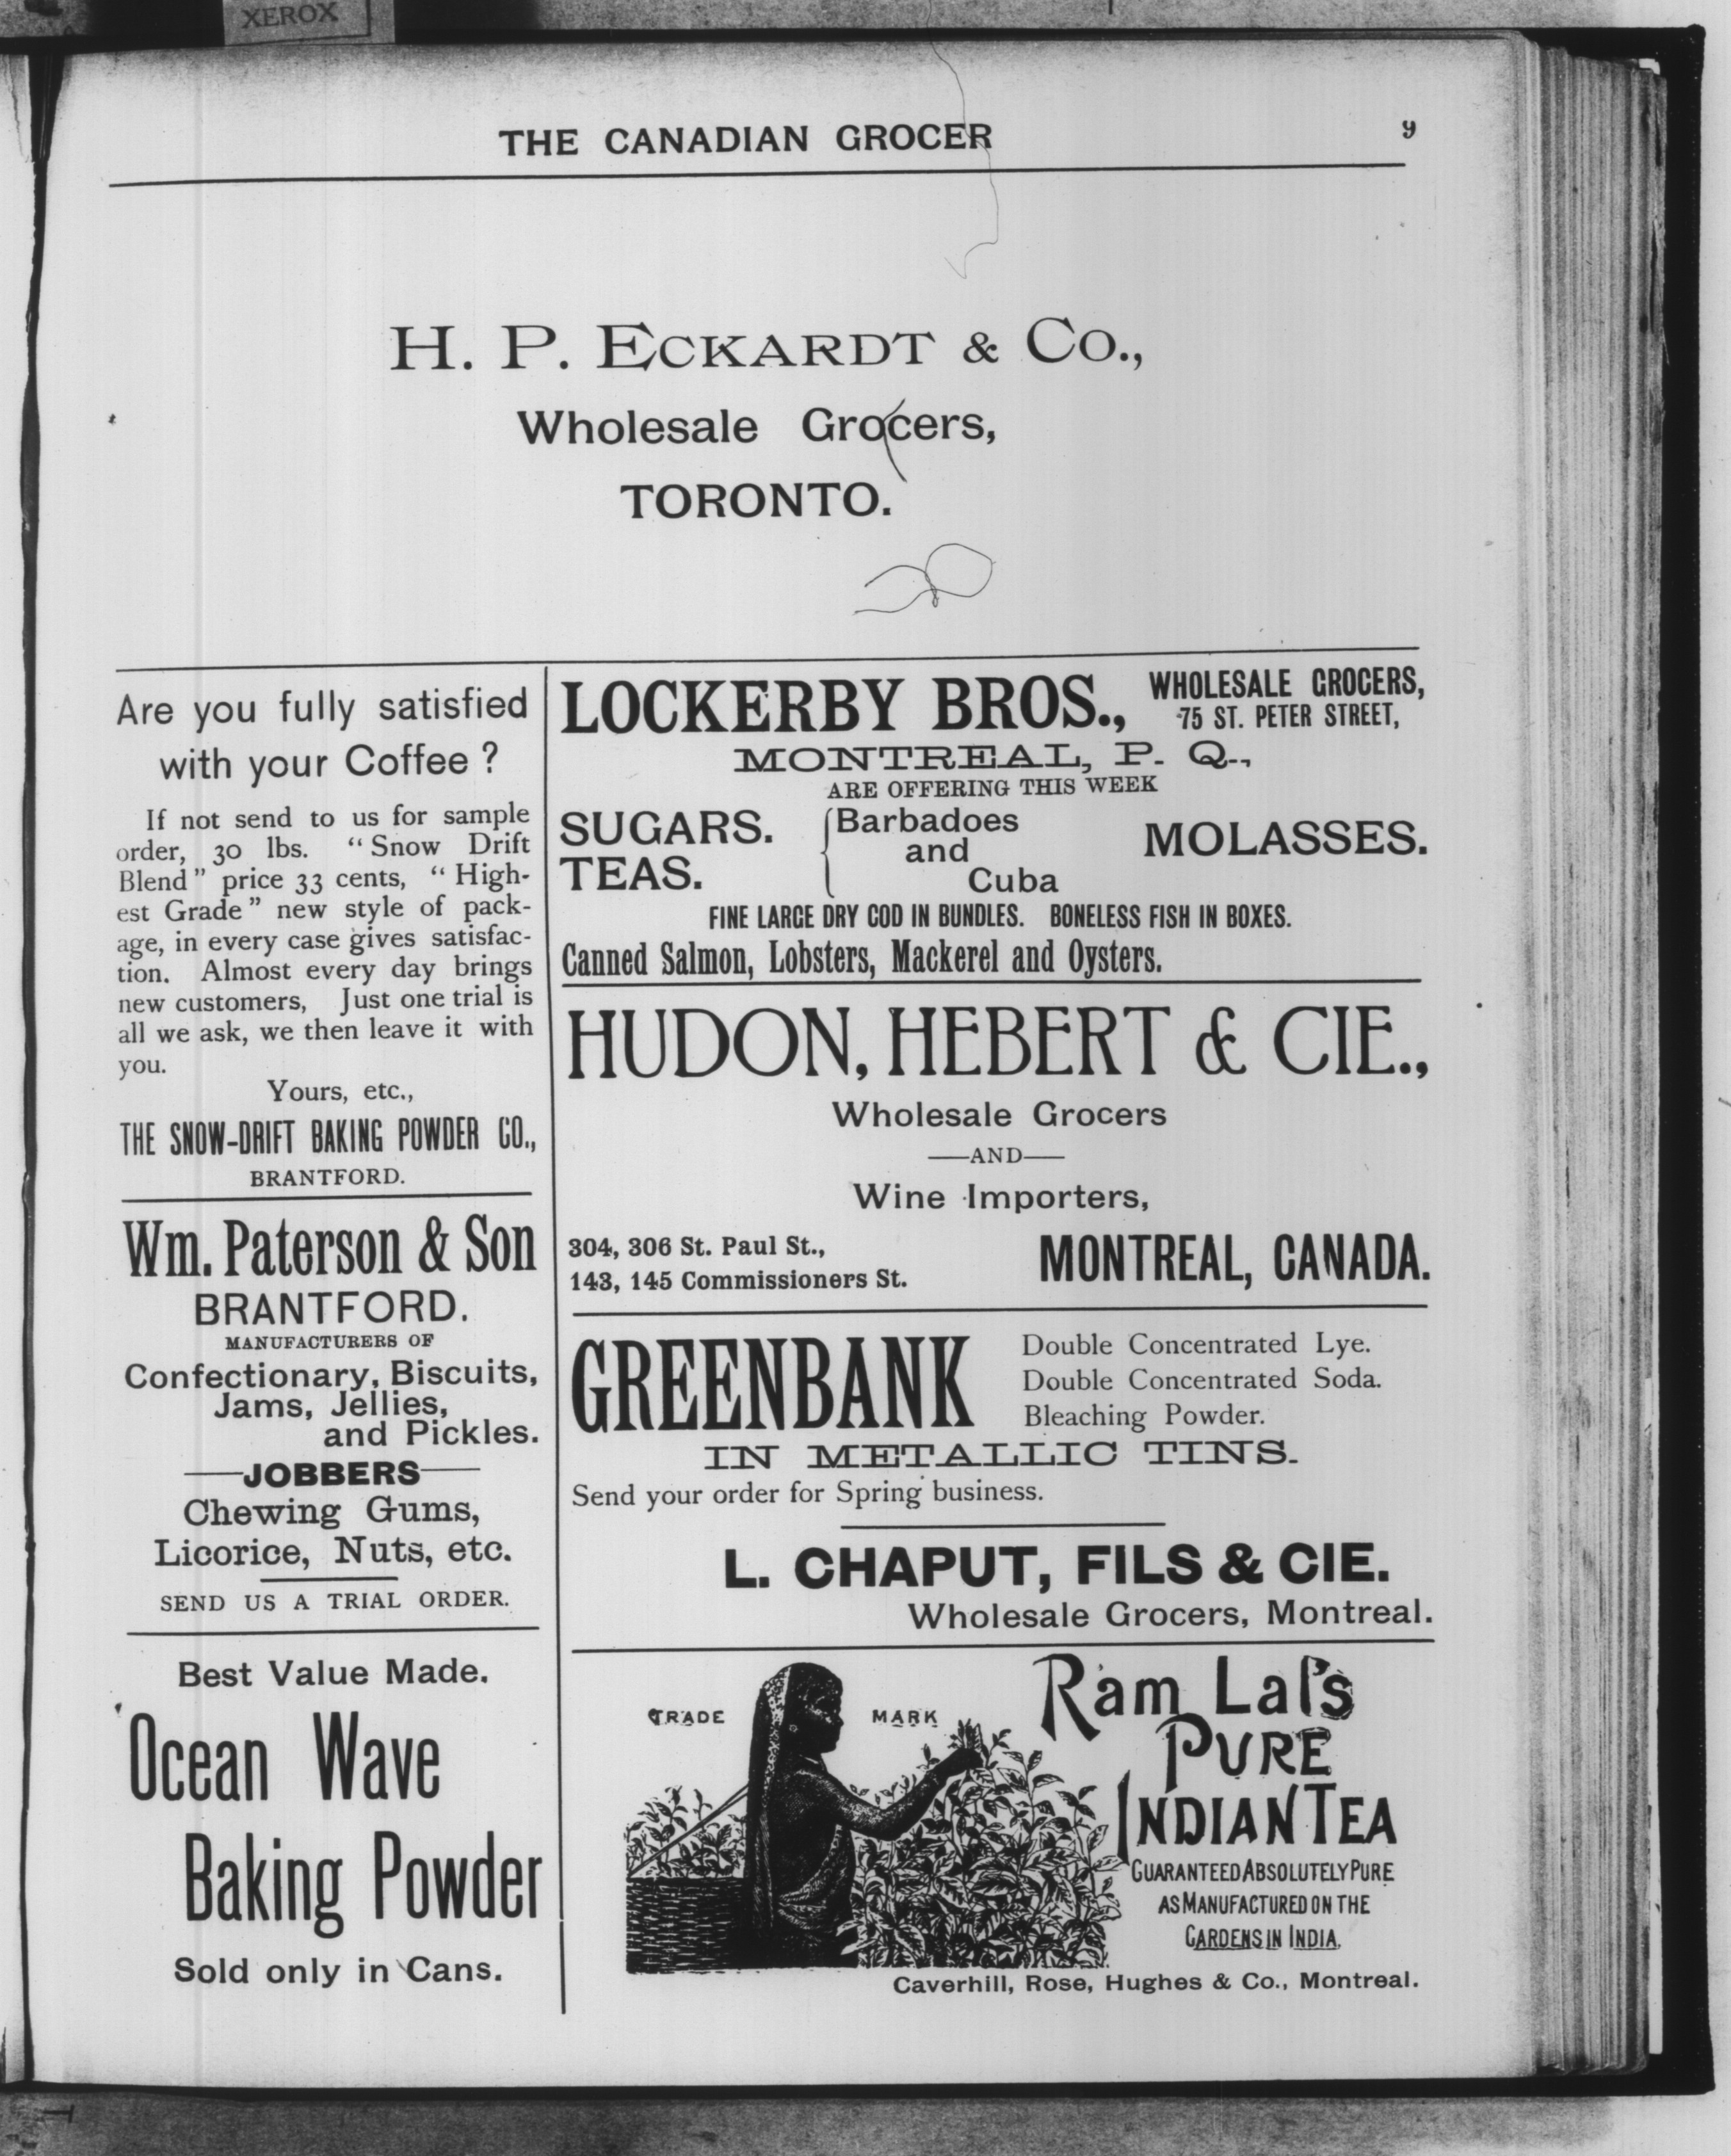 XEROX
THE CANADIAN GROCER 9
H. P. ECKARDT & CO.,
Wholesale Grocers,
TORONTO.
Are you fully satisfied
with your Coffee ?
If not send to us for sample
order, 30 lbs. "Snow Drift
Blend" price 33 cents, "High-
est Grade" new style of pack-
age, in every case gives satisfac-
tion. Almost every day brings
new customers, Just one trial is
all we ask, we then leave it with
you.
Yours, etc.,
THE SNOW-DRIFT BAKING POWDER CO.,
BRANTFORD.
Wm. Paterson & Son
BRANTFORD.
MANUFACTURERS OF
Confectionary, Biscuits,
Jams, Jellies,
and Pickles.
—JOBBERS—
Chewing Gums,
Licorice, Nuts, etc.
SEND US A TRIAL ORDER.
Best Value Made.
Ocean Wave
Baking Powder
Sold only in Cans.
LOCKERBY BROS., WHOLESALE GROCERS,
75 ST. PETER STREET,
MONTREAL, P. Q.,
ARE OFFERING THIS WEEK
SUGARS. Barbadoes
and MOLASSES.
TEAS. Cuba
FINE LARGE DRY COD IN BUNDLES. BONELESS FISH IN BOXES.
Canned Salmon, Lobsters, Mackerel and Oysters.
HUDON, HEBERT & CIE.,
Wholesale Grocers
—AND—
Wine Importers,
304, 306 St. Paul St.,
143, 145 Commissioners St.
MONTREAL, CANADA.
GREENBANK
Double Concentrated Lye.
Double Concentrated Soda.
Bleaching Powder.
IN METALLIC TINS.
Send your order for Spring business.
L. CHAPUT, FILS & CIE.
Wholesale Grocers, Montreal.
TRADE MARK
Ram Lal's
PURE
INDIAN TEA
GUARANTEED ABSOLUTELY PURE
AS MANUFACTURED ON THE
GARDENS IN INDIA.
Caverhill, Rose, Hughes & Co., Montreal.